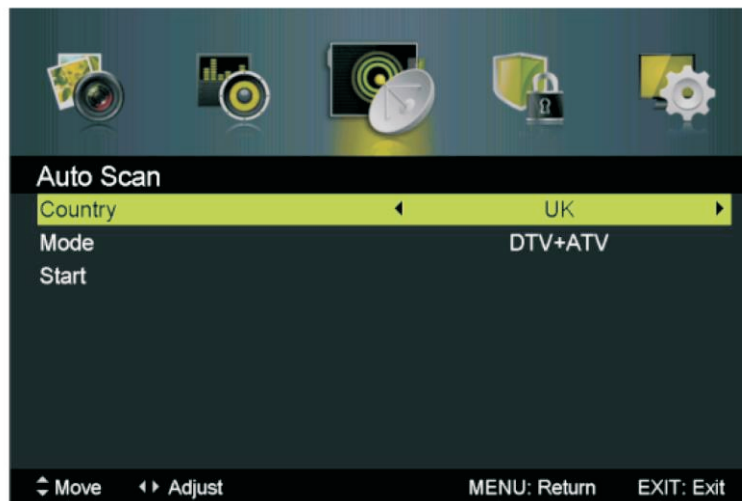 Auto Scan
Country UK
Mode DTV+ATV
Start
Move Adjust MENU: Return EXIT: Exit